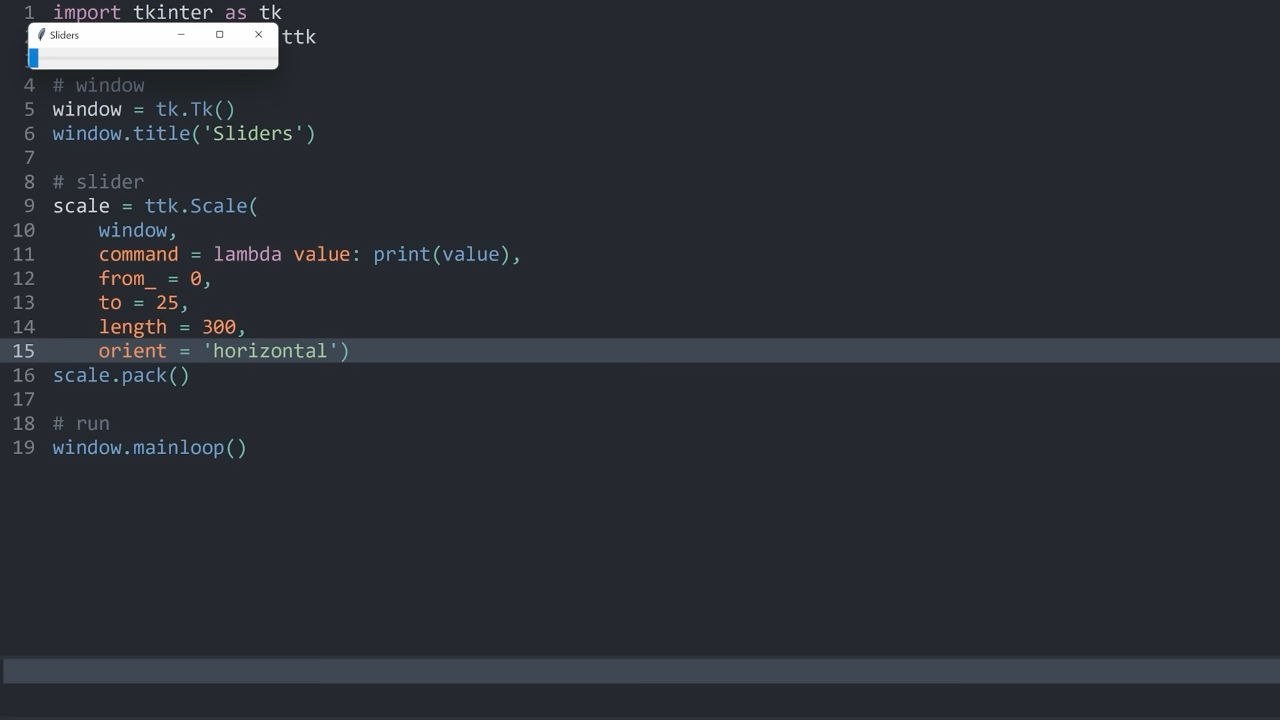 1 import tkinter as tk
Sliders
ttk
4 # window
5 window = tk.Tk()
6 window.title('Sliders')
7
8 # slider
9 scale = ttk.Scale(
10 window,
11 command = lambda value: print(value),
12 from_ = 0,
13 to = 25,
14 length = 300,
15 orient = 'horizontal')
16 scale.pack()
17
18 # run
19 window.mainloop()